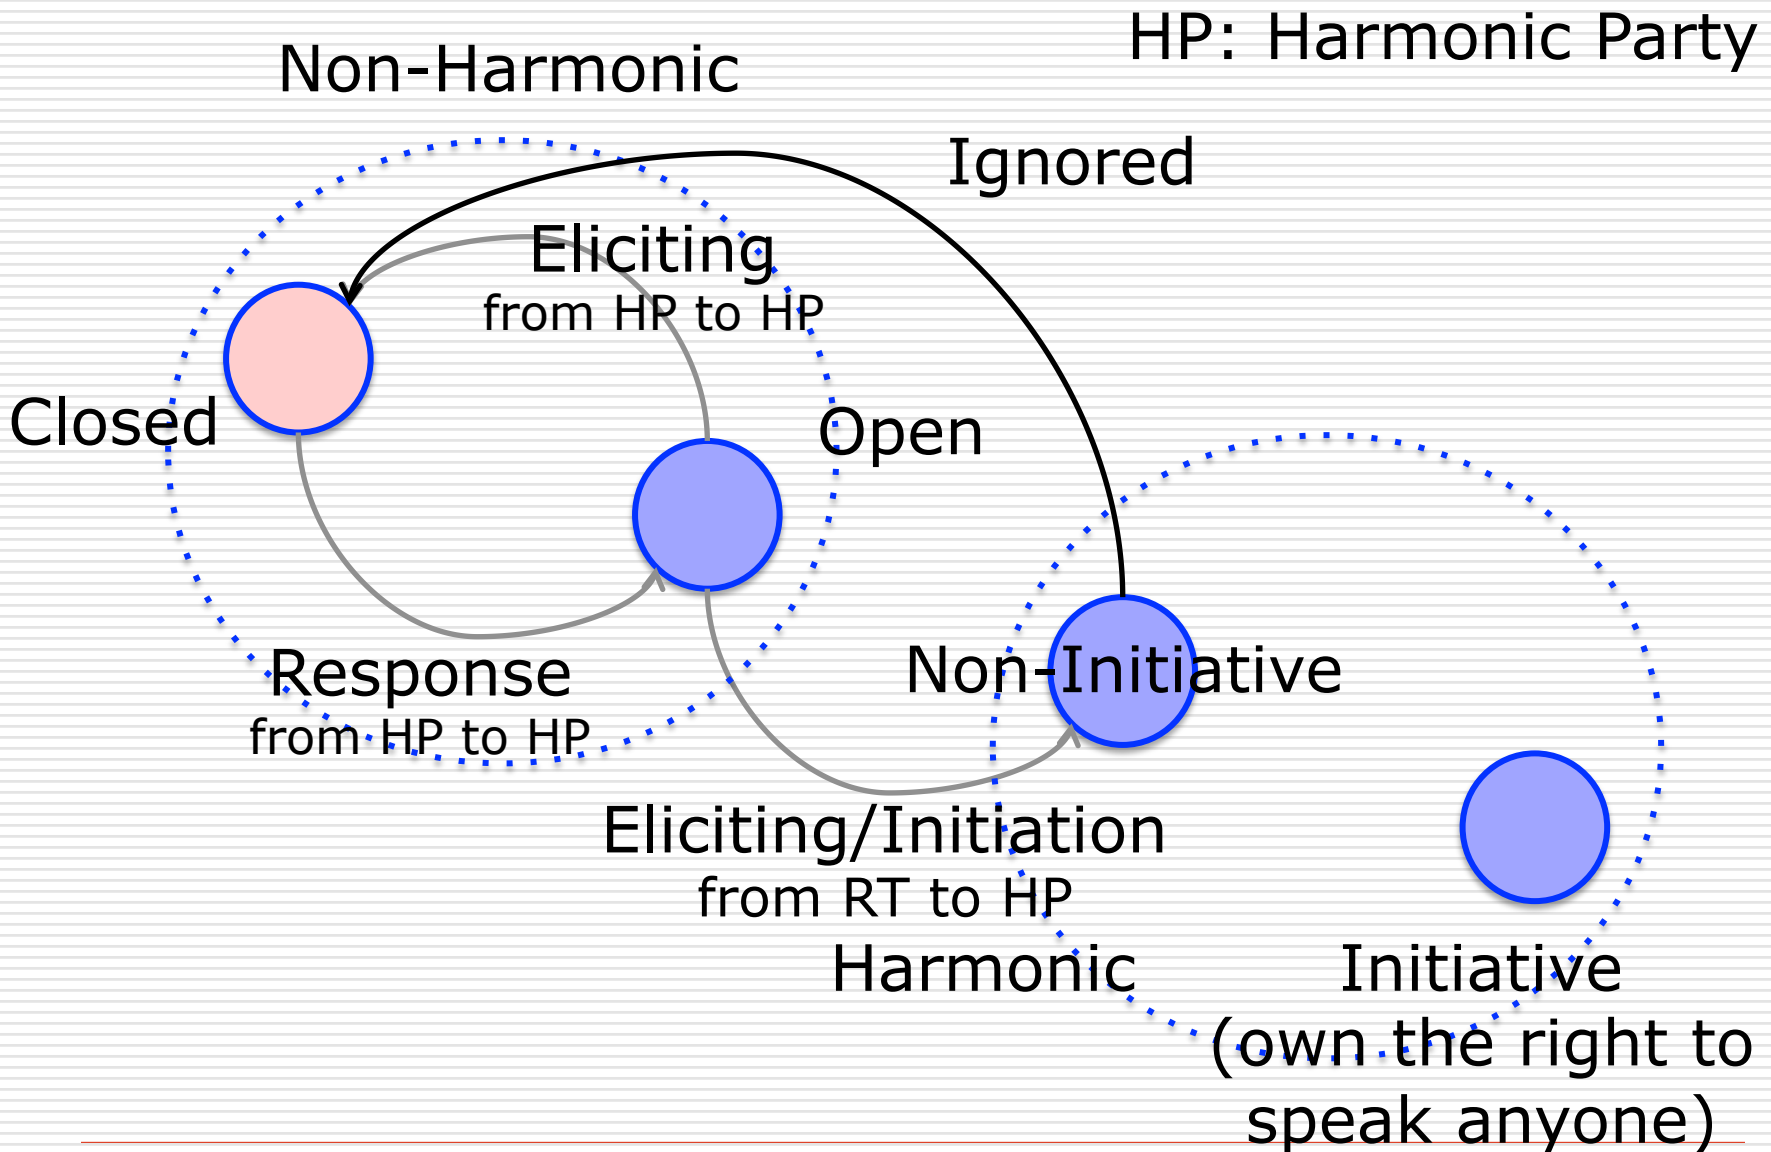 HP: Harmonic Party
Non-Harmonic
Ignored
Eliciting
from HP to HP
Closed
Open
Non-Initiative
Response
from HP to HP
Eliciting/Initiation
from RT to HP
Harmonic
Initiative
(own the right to
speak anyone)